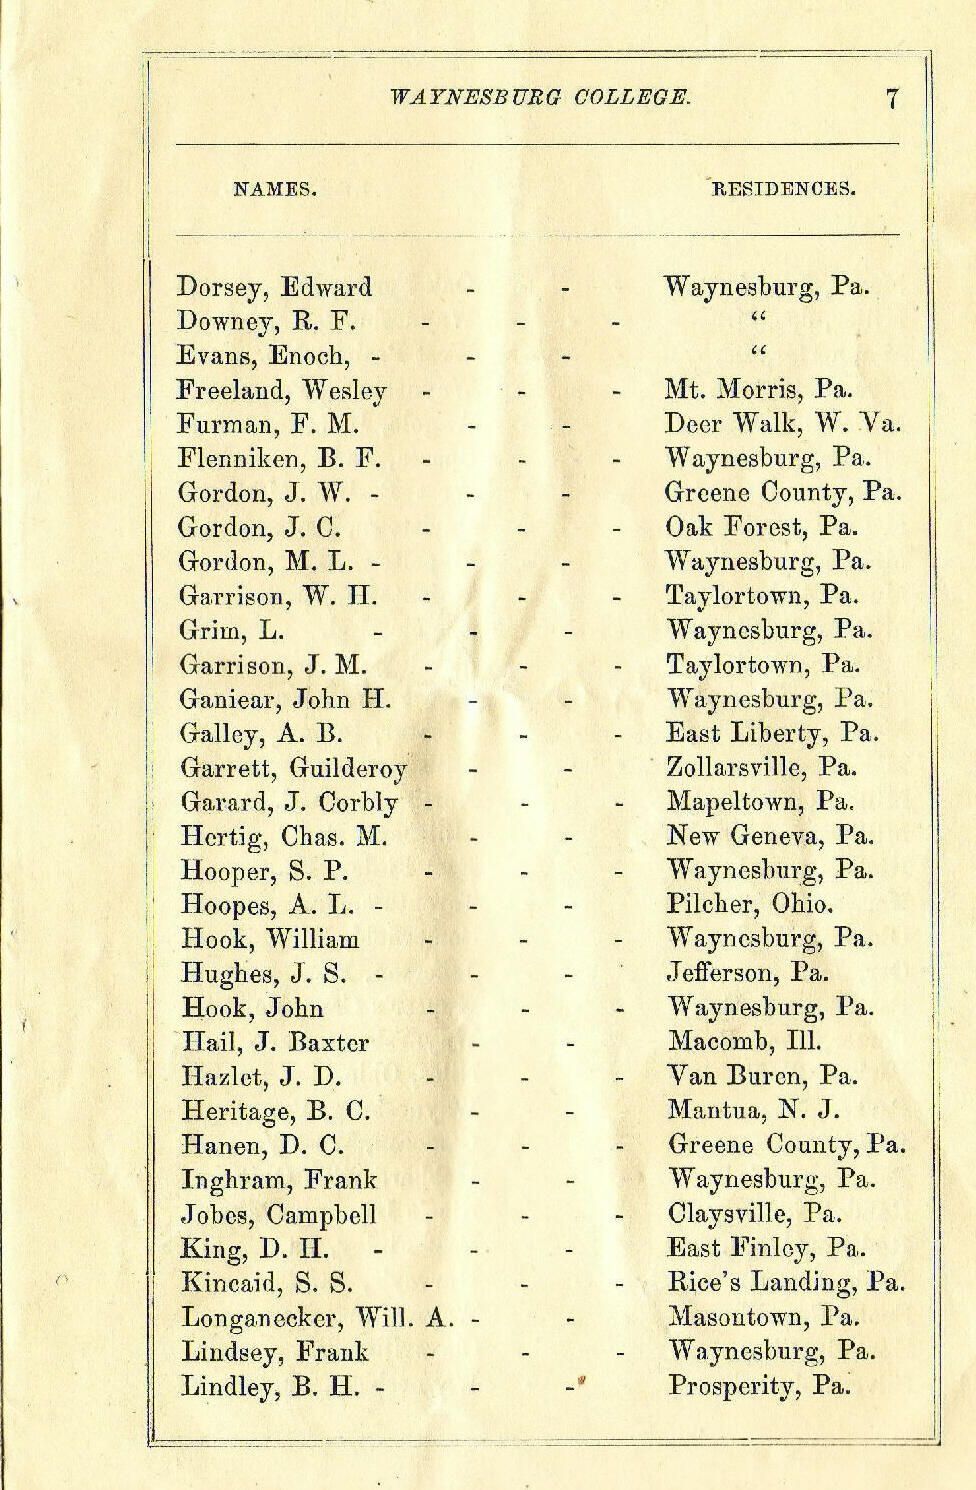 WAYNESBURG COLLEGE. 7
NAMES. RESIDENCES.
Dorsey, Edward - - Waynesburg, Pa.
Downey, R. F. - - - “
Evans, Enoch, - - - “
Freeland, Wesley - - - Mt. Morris, Pa.
Furman, F. M. - - Deer Walk, W. Va.
Flenniken, B. F. - - - Waynesburg, Pa.
Gordon, J. W. - - - Greene County, Pa.
Gordon, J. C. - - - Oak Forest, Pa.
Gordon, M. L. - - - Waynesburg, Pa.
Garrison, W. H. - - - Taylortown, Pa.
Grim, L. - - - Waynesburg, Pa.
Garrison, J. M. - - - Taylortown, Pa.
Ganiear, John H. - - Waynesburg, Pa.
Galley, A. B. - - - East Liberty, Pa.
Garrett, Guilderoy - - Zollarsville, Pa.
Garard, J. Corbly - - - Mapeltown, Pa.
Hertig, Chas. M. - - New Geneva, Pa.
Hooper, S. P. - - - Waynesburg, Pa.
Hoopes, A. L. - - - Pilcher, Ohio.
Hook, William - - - Waynesburg, Pa.
Hughes, J. S. - - - Jefferson, Pa.
Hook, John - - - Waynesburg, Pa.
Hail, J. Baxter - - Macomb, Ill.
Hazlet, J. D. - - - Van Buren, Pa.
Heritage, B. C. - - Mantua, N. J.
Hanen, D. C. - - - Greene County, Pa.
Inghram, Frank - - Waynesburg, Pa.
Jobes, Campbell - - - Claysville, Pa.
King, D. H. - - - East Finley, Pa.
Kincaid, S. S. - - - Rice’s Landing, Pa.
Longanecker, Will. A. - - Masontown, Pa.
Lindsey, Frank - - - Waynesburg, Pa.
Lindley, B. H. - - - Prosperity, Pa.